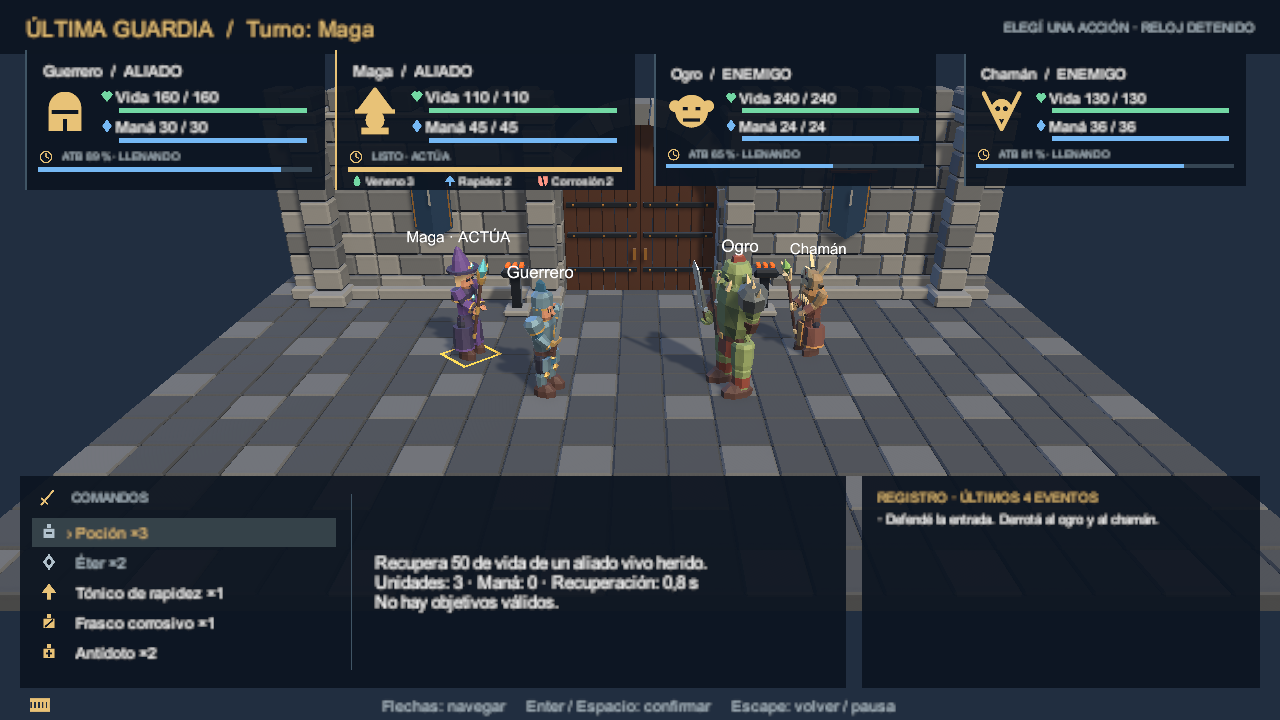 ÚLTIMA GUARDIA / Turno: Maga
ELEGÍ UNA ACCIÓN · RELOJ DETENIDO
Guerrero / ALIADO
Vida 160 / 160
Maná 30 / 30
ATB 89 % · LLENANDO
Maga / ALIADO
Vida 110 / 110
Maná 45 / 45
LISTO · ACTÚA
Veneno 3
Rapidez 2
Corrosión 2
Ogro / ENEMIGO
Vida 240 / 240
Maná 24 / 24
ATB 65 % · LLENANDO
Chamán / ENEMIGO
Vida 130 / 130
Maná 36 / 36
ATB 81 % · LLENANDO
Maga · ACTÚA
Guerrero
Ogro
Chamán
COMANDOS
› Poción ×3
Éter ×2
Tónico de rapidez ×1
Frasco corrosivo ×1
Antídoto ×2
Recupera 50 de vida de un aliado vivo herido.
Unidades: 3 · Maná: 0 · Recuperación: 0,8 s
No hay objetivos válidos.
REGISTRO · ÚLTIMOS 4 EVENTOS
· Defendé la entrada. Derrotá al ogro y al chamán.
Flechas: navegar Enter / Espacio: confirmar Escape: volver / pausa